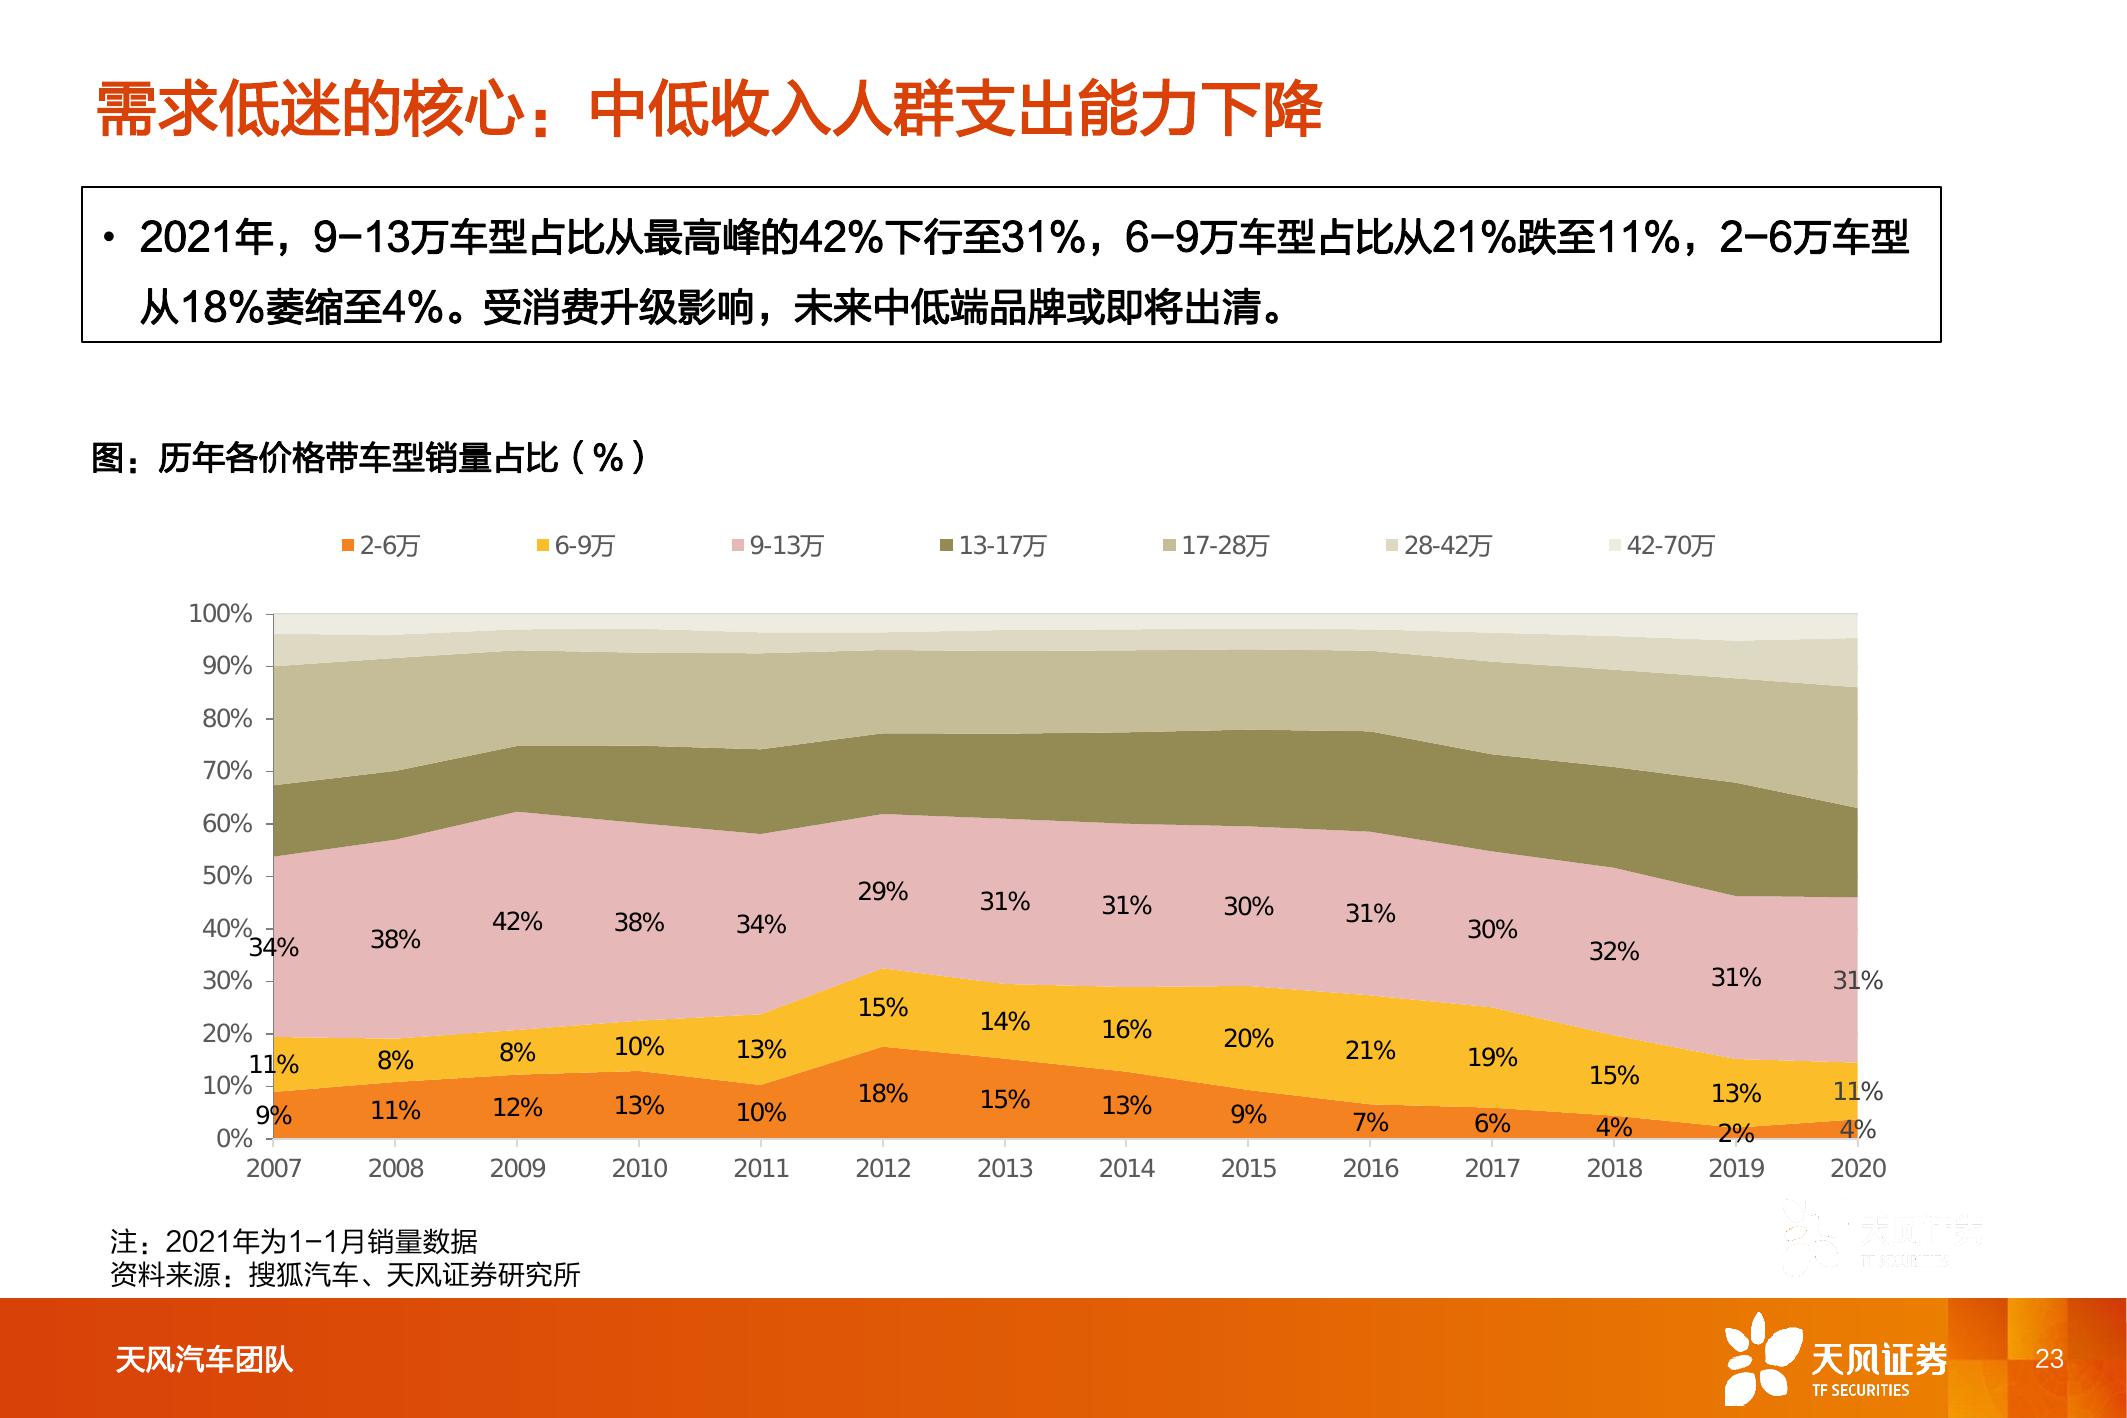 需求低迷的核心：中低收入人群支出能力下降
• 2021年，9-13万车型占比从最高峰的42%下行至31%，6-9万车型占比从21%跌至11%，2-6万车型
从18%萎缩至4%。受消费升级影响，未来中低端品牌或即将出清。
图：历年各价格带车型销量占比（%）
2-6万 6-9万 9-13万 13-17万 17-28万 28-42万 42-70万
100%
90%
80%
70%
60%
50%
40%
30%
20%
10%
0%
34% 38% 42% 38% 34% 29% 31% 31% 30% 31% 30% 32% 31% 31%
11% 8% 8% 10% 13% 15% 14% 16% 20% 21% 19% 15% 13% 11%
9% 11% 12% 13% 10% 18% 15% 13% 9% 7% 6% 4% 2% 4%
2007 2008 2009 2010 2011 2012 2013 2014 2015 2016 2017 2018 2019 2020
注：2021年为1-1月销量数据
资料来源：搜狐汽车、天风证券研究所
天风证券
TF SECURITIES
天风汽车团队
天风证券
TF SECURITIES
23